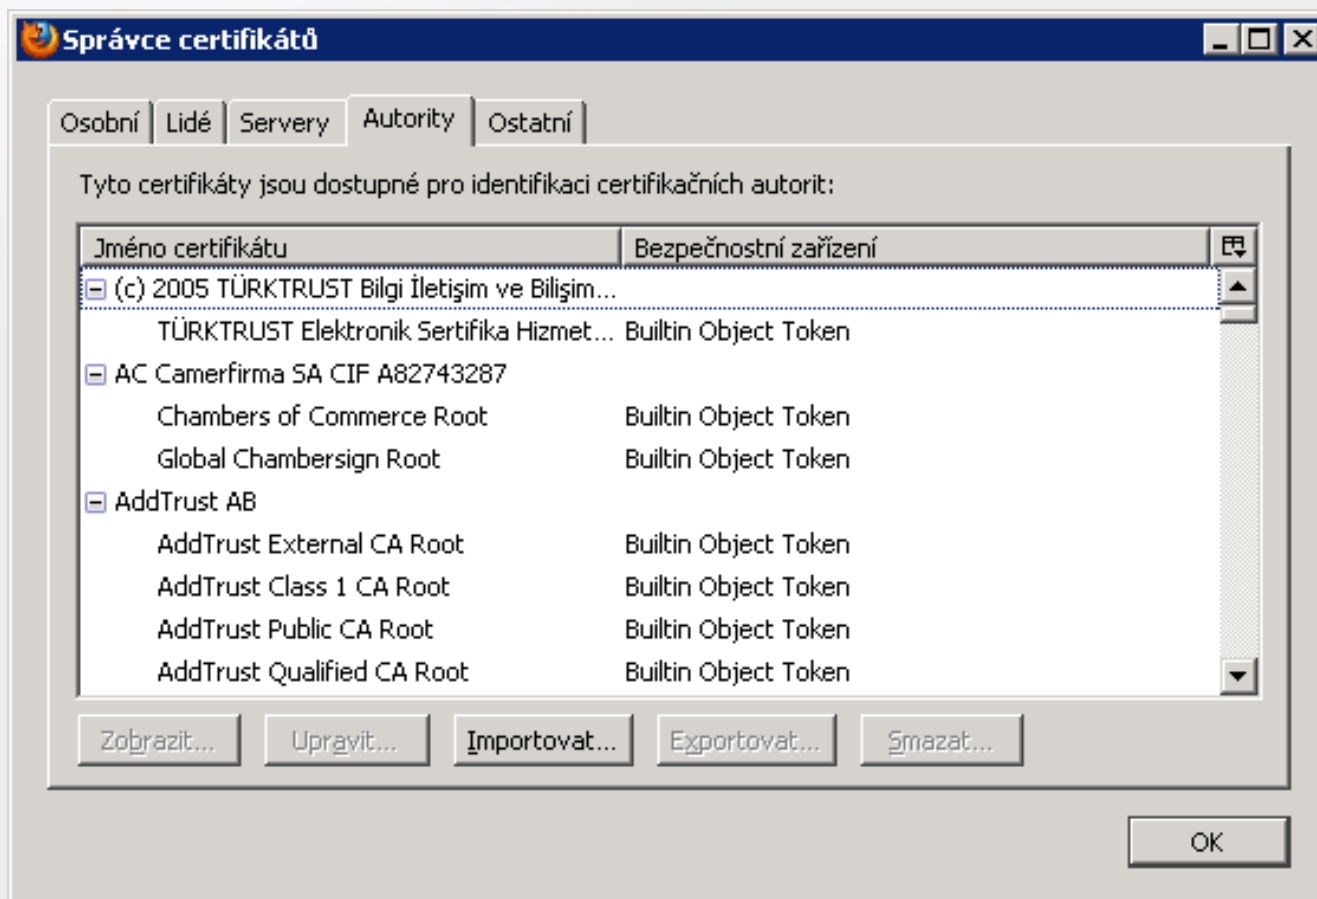 Správce certifikátů
Osobní Lidé Servery Autority Ostatní
Tyto certifikáty jsou dostupné pro identifikaci certifikačních autorit:
Jméno certifikátu Bezpečnostní zařízení
(c) 2005 TÜRKTRUST Bilgi İletişim ve Bilişim...
TÜRKTRUST Elektronik Sertifika Hizmet... Builtin Object Token
AC Camerfirma SA CIF A82743287
Chambers of Commerce Root Builtin Object Token
Global Chambersign Root Builtin Object Token
AddTrust AB
AddTrust External CA Root Builtin Object Token
AddTrust Class 1 CA Root Builtin Object Token
AddTrust Public CA Root Builtin Object Token
AddTrust Qualified CA Root Builtin Object Token
Zobrazit... Upravit... Importovat... Exportovat... Smazat...
OK